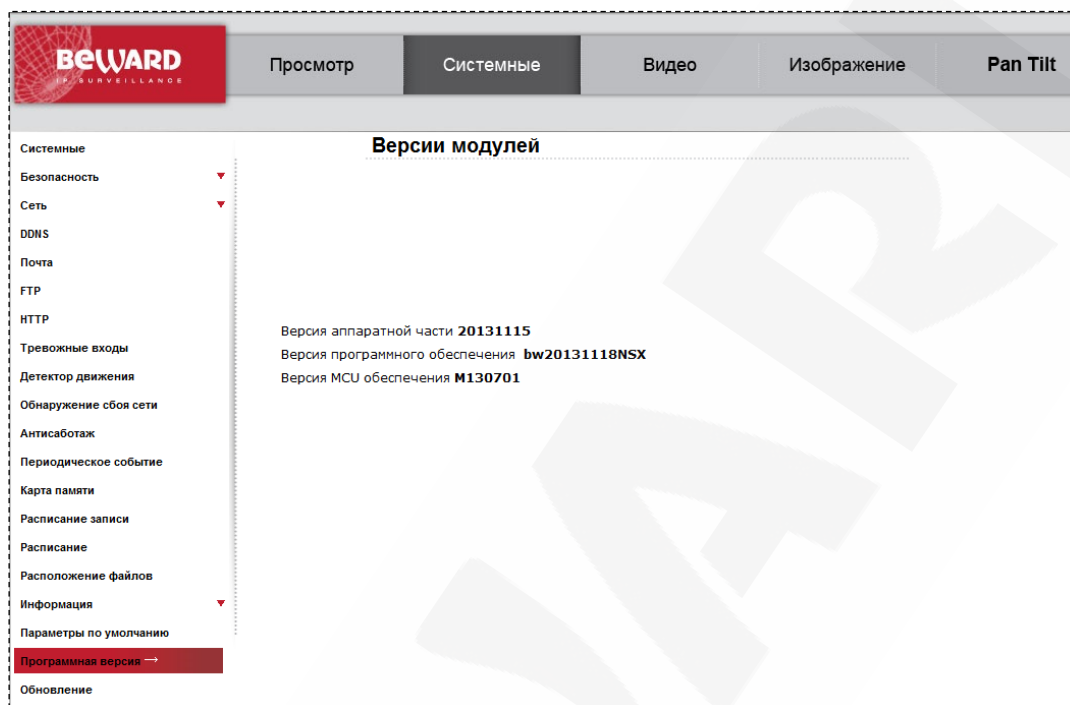 BEWARD
IP SURVEILLANCE
Просмотр
Системные
Видео
Изображение
Pan Tilt
Системные
Безопасность
Сеть
DDNS
Почта
FTP
HTTP
Тревожные входы
Детектор движения
Обнаружение сбоя сети
Антисаботаж
Периодическое событие
Карта памяти
Расписание записи
Расписание
Расположение файлов
Информация
Параметры по умолчанию
Программная версия →
Обновление
Версии модулей
Версия аппаратной части 20131115
Версия программного обеспечения bw20131118NSX
Версия MCU обеспечения M130701